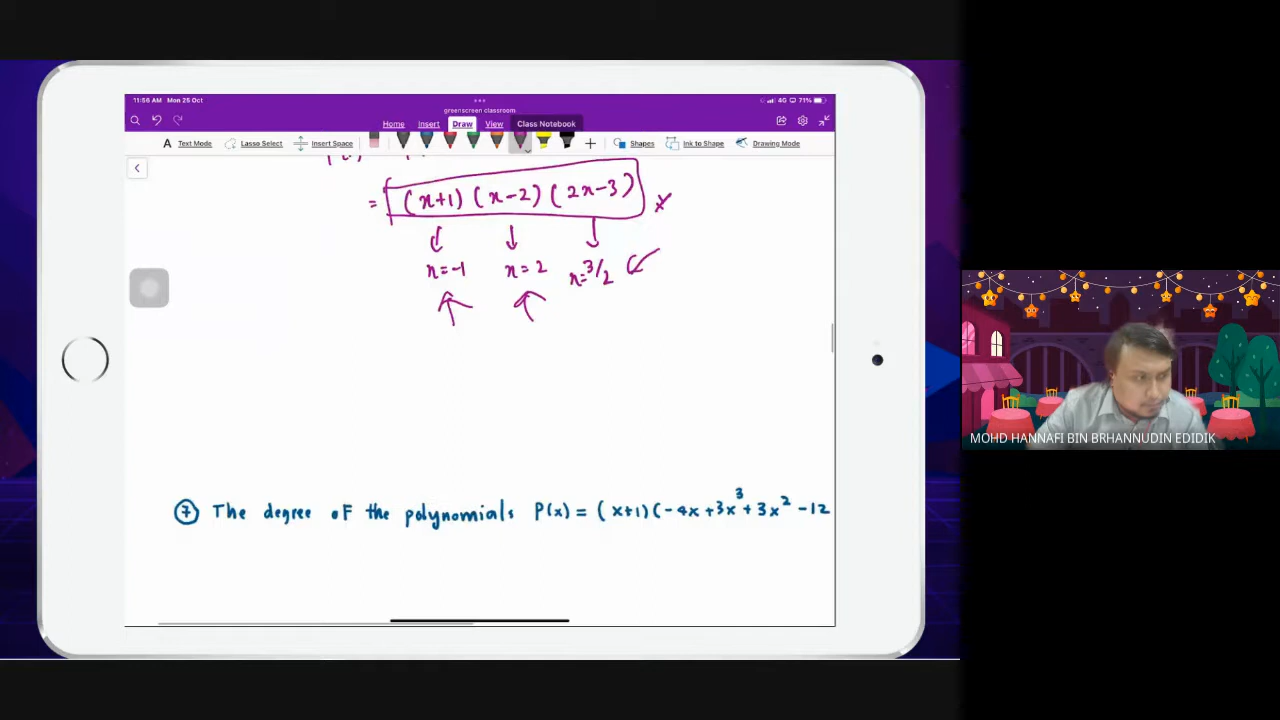 11:56 AM Mon 25 Oct
4G 71%
greenscreen classroom
Home Insert Draw View Class Notebook
A Text Mode Lasso Select Insert Space Shapes Ink to Shape Drawing Mode
= (x+1) (x-2) (2x-3)
x=-1 x=2 x=3/2
⑦ The degree of the polynomials P(x) = (x+1)(-4x+3x³+3x²-12
MOHD HANNAFI BIN BRHANNUDIN EDIDIK